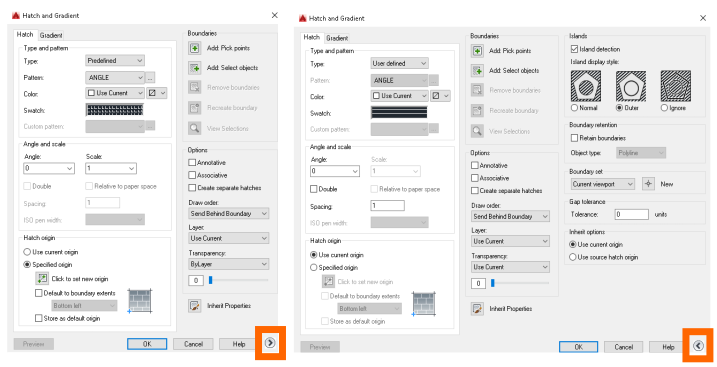 Hatch and Gradient
Hatch Gradient
Type and pattern
Type: Predefined
Pattern: ANGLE ...
Color: Use Current
Swatch:
Custom pattern: ...
Angle and scale
Angle: Scale:
0 1
Double Relative to paper space
Spacing: 1
ISO pen width:
Hatch origin
Use current origin
Specified origin
Click to set new origin
Default to boundary extents
Bottom left
Store as default origin
Boundaries
Add: Pick points
Add: Select objects
Remove boundaries
Recreate boundary
View Selections
Options
Annotative
Associative
Create separate hatches
Draw order:
Send Behind Boundary
Layer:
Use Current
Transparency:
ByLayer
0
Inherit Properties
Preview OK Cancel Help
Hatch and Gradient
Hatch Gradient
Type and pattern
Type: User defined
Pattern: ANGLE ...
Color: Use Current
Swatch:
Custom pattern: ...
Angle and scale
Angle: Scale:
0 1
Double Relative to paper space
Spacing: 1
ISO pen width:
Hatch origin
Use current origin
Specified origin
Click to set new origin
Default to boundary extents
Bottom left
Store as default origin
Boundaries
Add: Pick points
Add: Select objects
Remove boundaries
Recreate boundary
View Selections
Options
Annotative
Associative
Create separate hatches
Draw order:
Send Behind Boundary
Layer:
Use Current
Transparency:
Use Current
0
Inherit Properties
Islands
Island detection
Island display style:
Normal Outer Ignore
Boundary retention
Retain boundaries
Object type: Polyline
Boundary set
Current viewport New
Gap tolerance
Tolerance: 0 units
Inherit options
Use current origin
Use source hatch origin
Preview OK Cancel Help